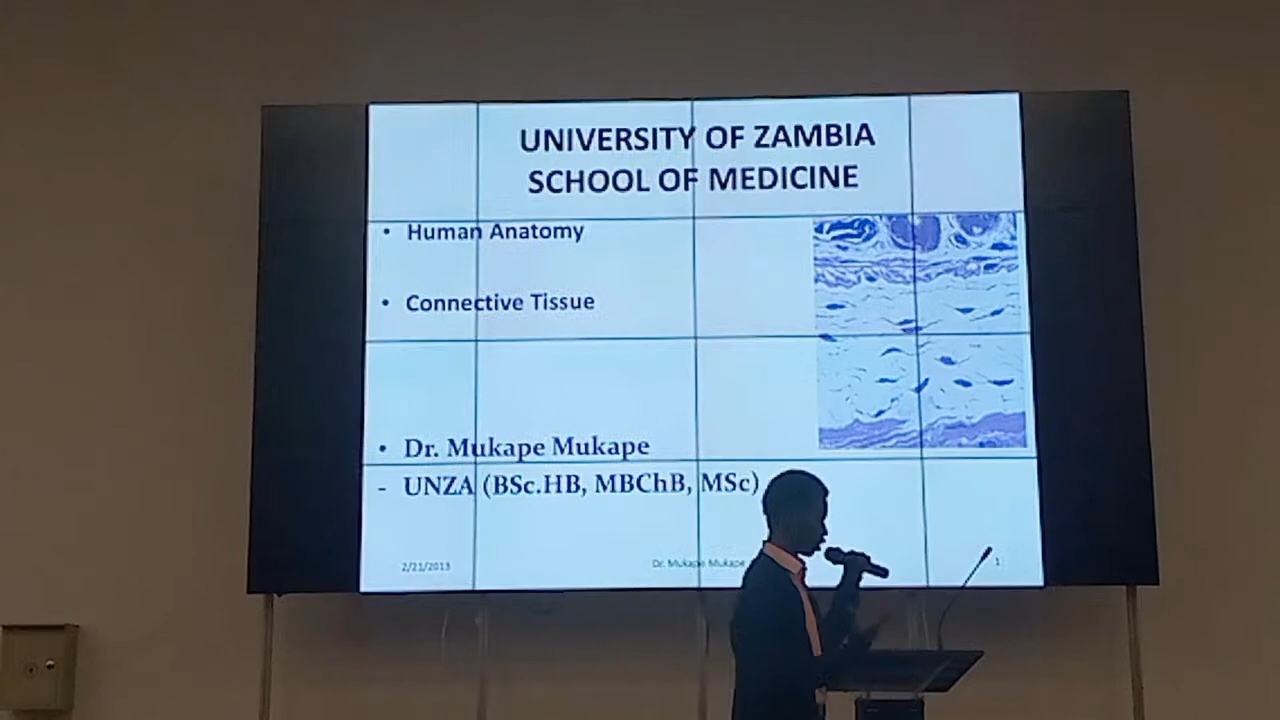 UNIVERSITY OF ZAMBIA
SCHOOL OF MEDICINE
• Human Anatomy
• Connective Tissue
• Dr. Mukape Mukape
- UNZA (BSc.HB, MBChB, MSc)
2/21/2013 Dr. Mukape Mukape 1